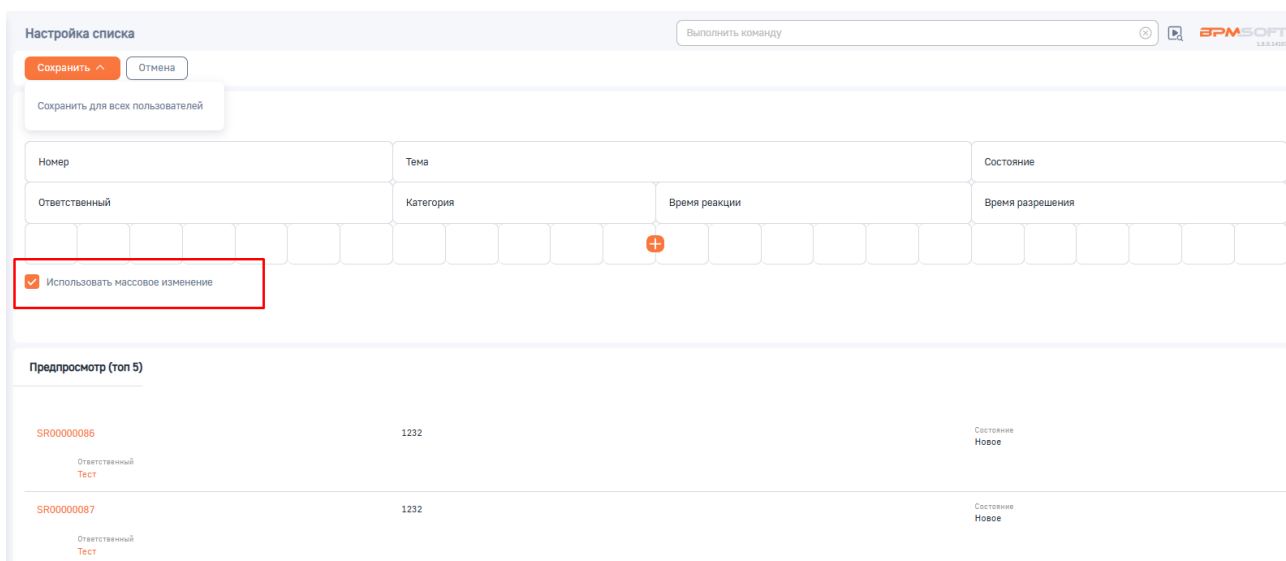 Настройка списка
Выполнить команду
BPMSOFT
Сохранить
Отмена
Сохранить для всех пользователей
Номер
Тема
Состояние
Ответственный
Категория
Время реакции
Время разрешения
Использовать массовое изменение
Предпросмотр (топ 5)
SR00000086
1232
Состояние
Новое
Ответственный
Тест
SR00000087
1232
Состояние
Новое
Ответственный
Тест